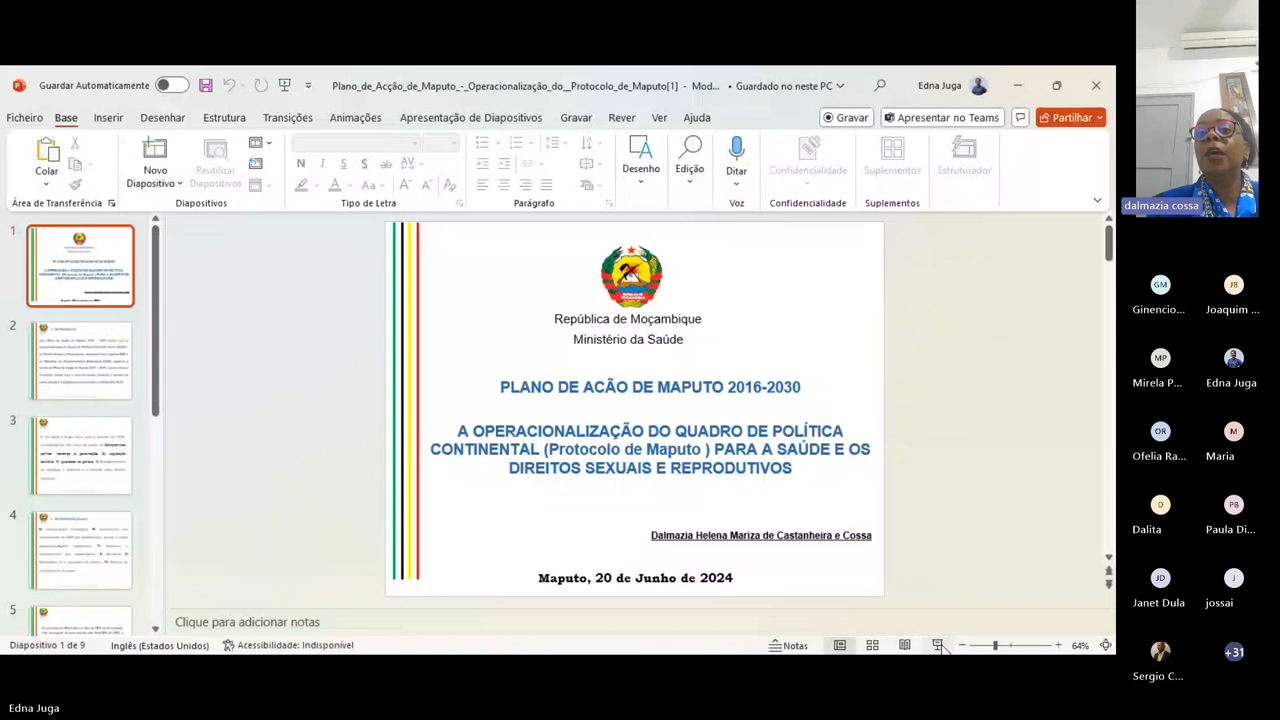 Guardar Automaticamente
Plano_de_Acção_de_Maputo_-_Operacionalização_do__Protocolo_de_Maputo[1] - Mod... • Guardado no neste PC
Edna Juga
Ficheiro Base Inserir Desenhar Estrutura Transições Animações Apresentação de Diapositivos Gravar Rever Ver Ajuda
Gravar
Apresentar no Teams
Partilhar
Colar
Novo
Diapositivo
Reutilizar
Diapositivos
Desenho
Edição
Ditar
Confidencialidade
Suplementos
Estruturador
Área de Transferência
Diapositivos
Tipo de Letra
Parágrafo
Voz
Confidencialidade
Suplementos
1
2
3
4
5
República de Moçambique
Ministério da Saúde
PLANO DE ACÃO DE MAPUTO 2016-2030
A OPERACIONALIZAÇÃO DO QUADRO DE POLÍTICA
CONTINENTAL (Protocolo de Maputo ) PARA A SAÚDE E OS
DIREITOS SEXUAIS E REPRODUTIVOS
Dalmazia Helena Mariza de Castanheira e Cossa
Maputo, 20 de Junho de 2024
Clique para adicionar notas
Diapositivo 1 de 9
Inglês (Estados Unidos)
Acessibilidade: Indisponível
Notas
64%
dalmazia cossa
GM
JB
Ginencio...
Joaquim ...
MP
Mirela P...
Edna Juga
OR
M
Ofelia Ra...
Maria
D
PB
Dalita
Paula Di...
JD
J
Janet Dula
jossai
+31
Sergio C...
Edna Juga